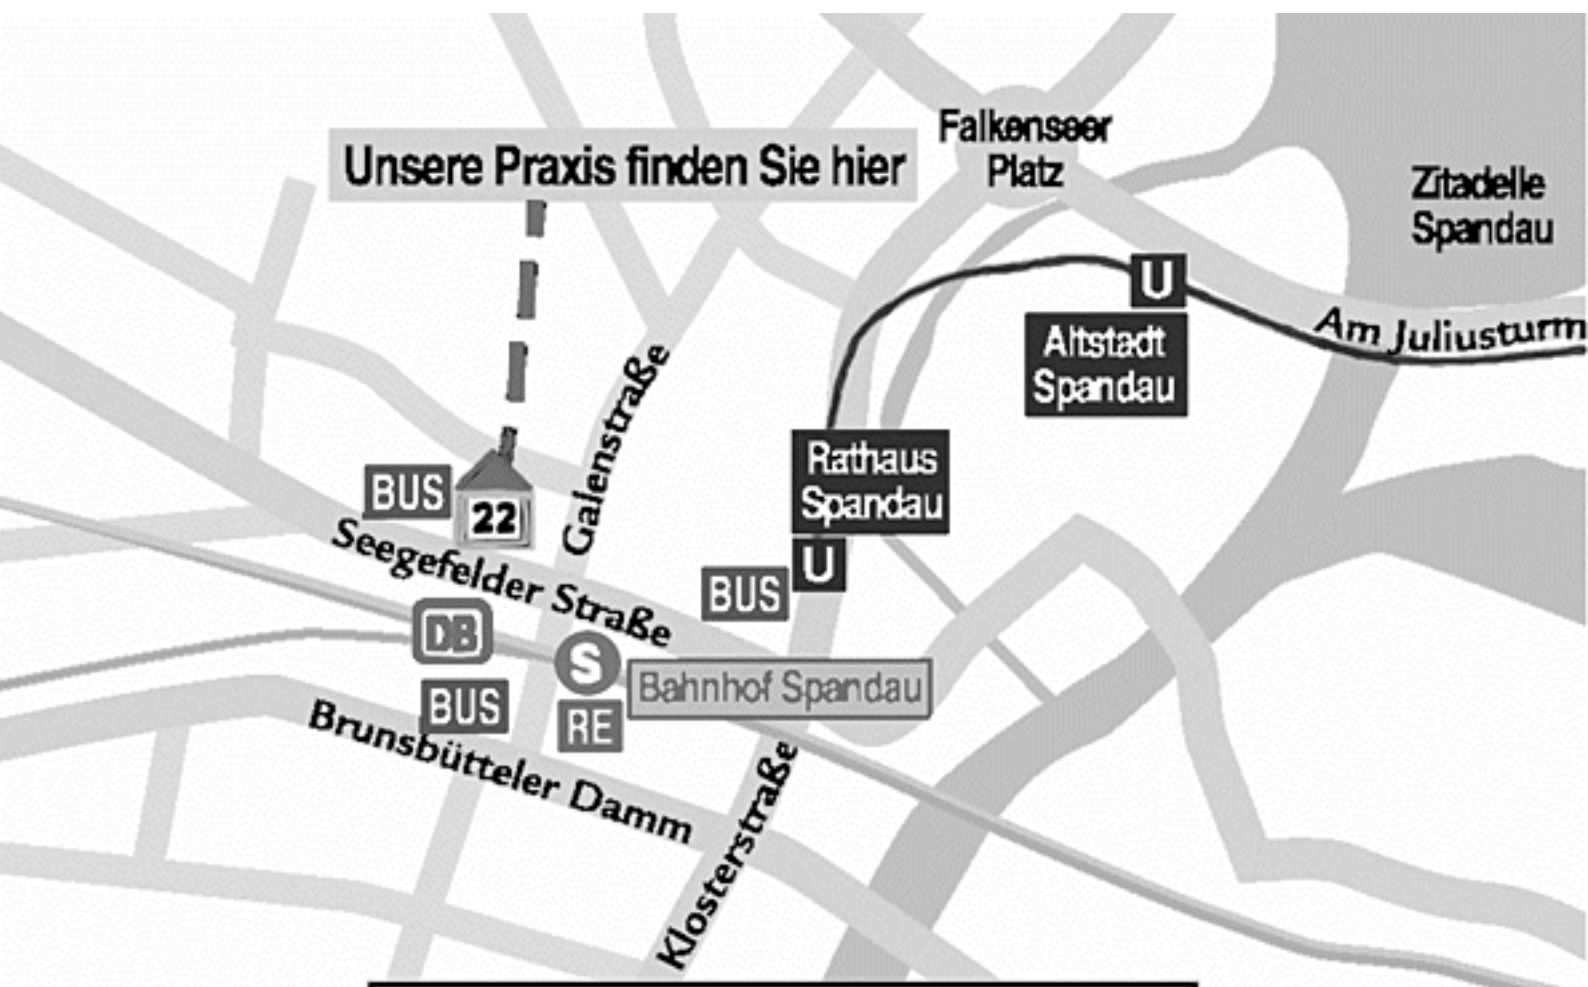 Falkenseer
Platz
Unsere Praxis finden Sie hier
Zitadelle
Spandau
U
Am Juliusturm
Altstadt
Spandau
Galenstraße
Rathaus
Spandau
BUS
22
Seegefelder Straße
U
BUS
DB
S
Bahnhof Spandau
BUS
RE
Brunsbütteler Damm
Klosterstraße